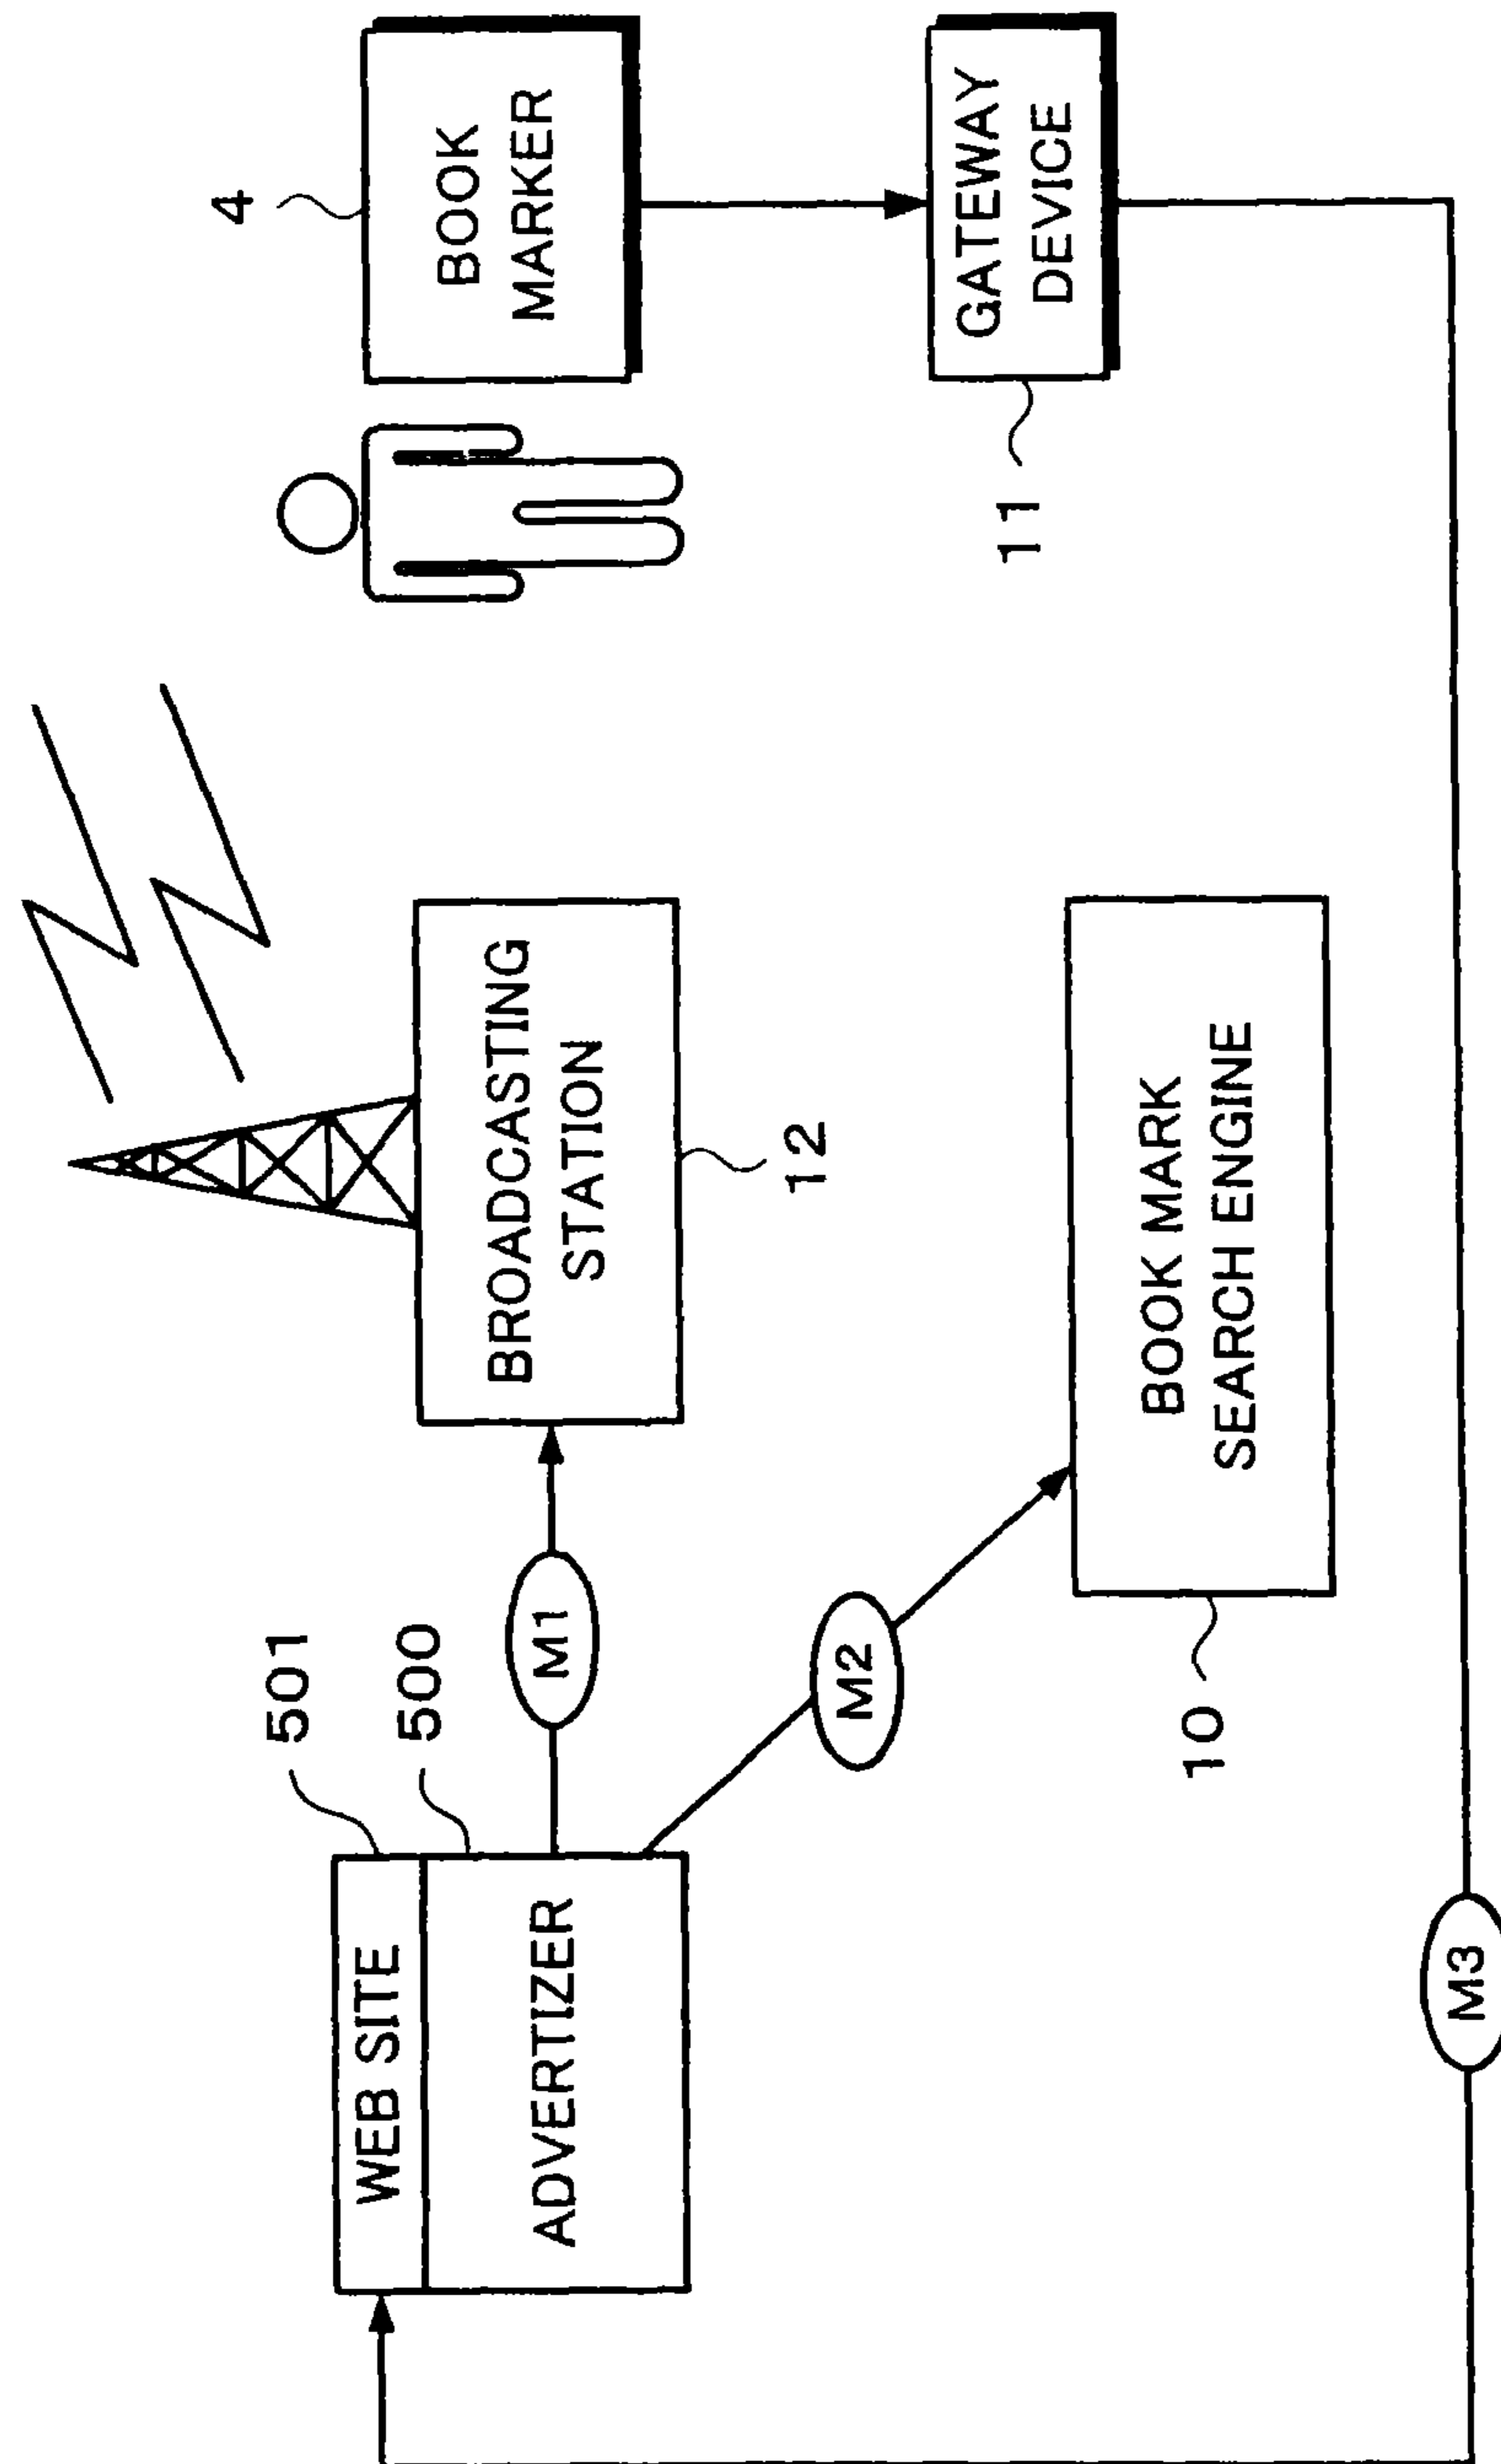 501
WEB SITE
500
ADVERTIZER
M1
BROADCASTING
STATION
12
4
BOOK
MARKER
M2
10
BOOK MARK
SEARCH ENGINE
11
GATEWAY
DEVICE
M3